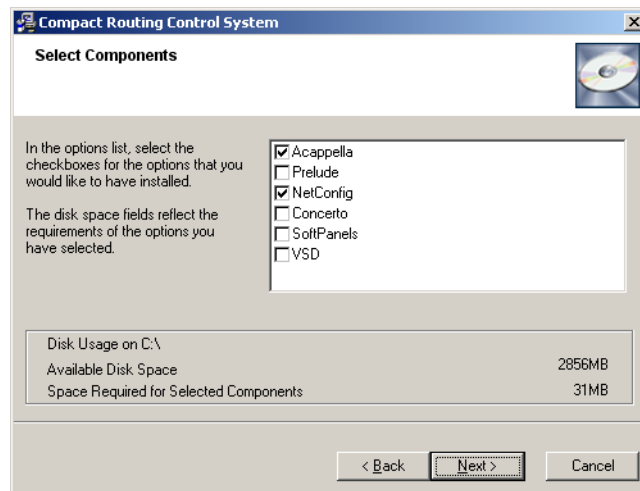 Compact Routing Control System
Select Components
In the options list, select the
checkboxes for the options that you
would like to have installed.
The disk space fields reflect the
requirements of the options you
have selected.
Acappella
Prelude
NetConfig
Concerto
SoftPanels
VSD
Disk Usage on C:\
Available Disk Space 2856MB
Space Required for Selected Components 31MB
< Back
Next >
Cancel